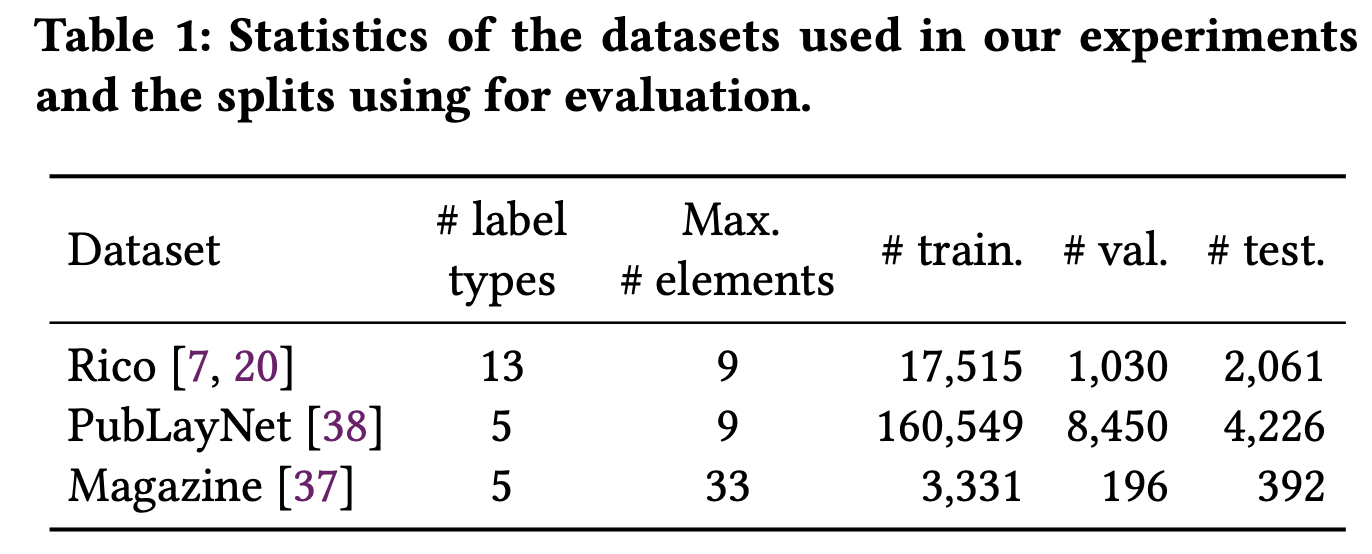 Table 1: Statistics of the datasets used in our experiments
and the splits using for evaluation.
Dataset # label types Max. # elements # train. # val. # test.
Rico [7, 20] 13 9 17,515 1,030 2,061
PubLayNet [38] 5 9 160,549 8,450 4,226
Magazine [37] 5 33 3,331 196 392